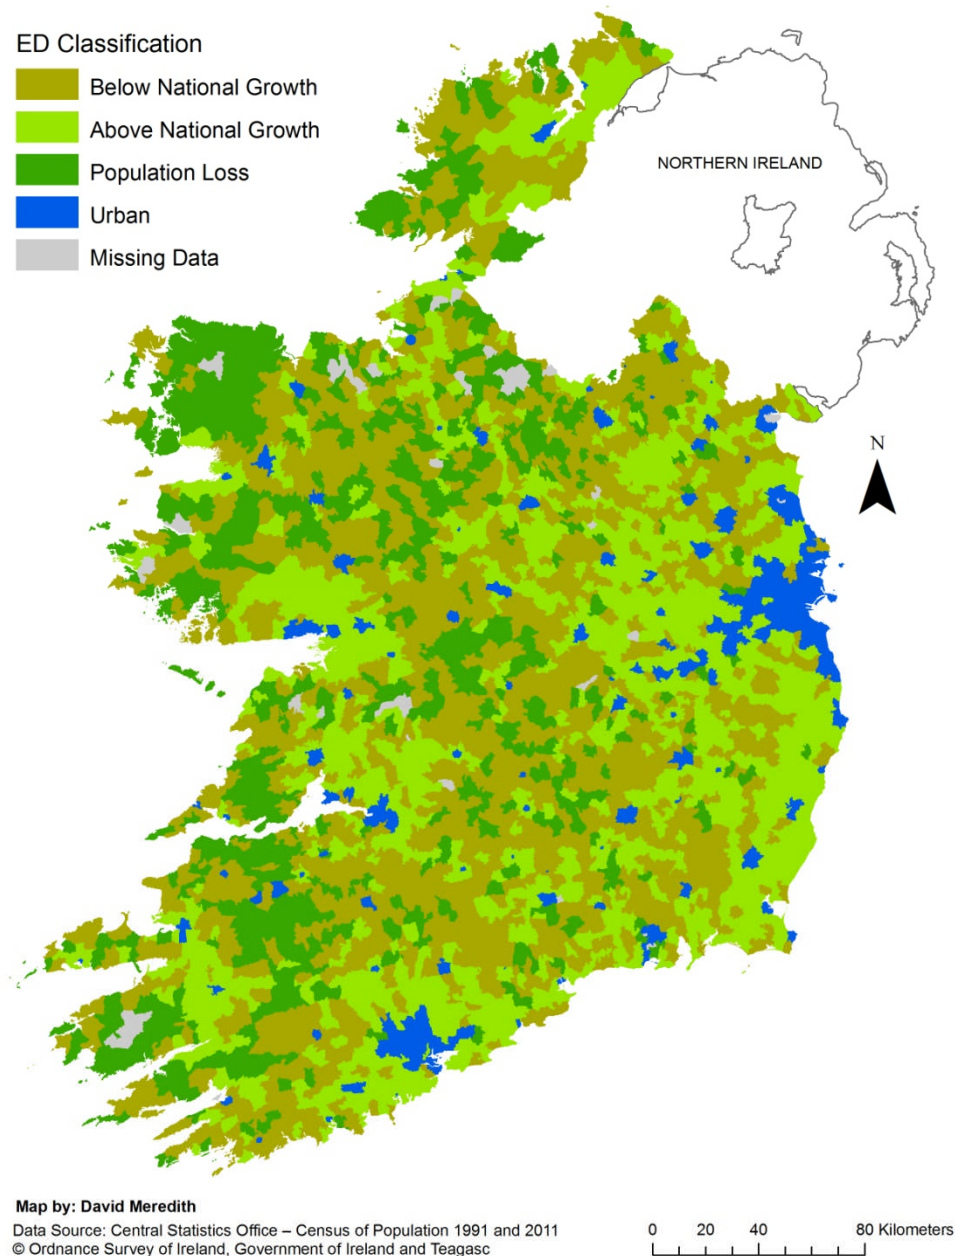 ED Classification
Below National Growth
Above National Growth
Population Loss
Urban
Missing Data
NORTHERN IRELAND
N
Map by: David Meredith
Data Source: Central Statistics Office – Census of Population 1991 and 2011
© Ordnance Survey of Ireland, Government of Ireland and Teagasc
0 20 40 80 Kilometers